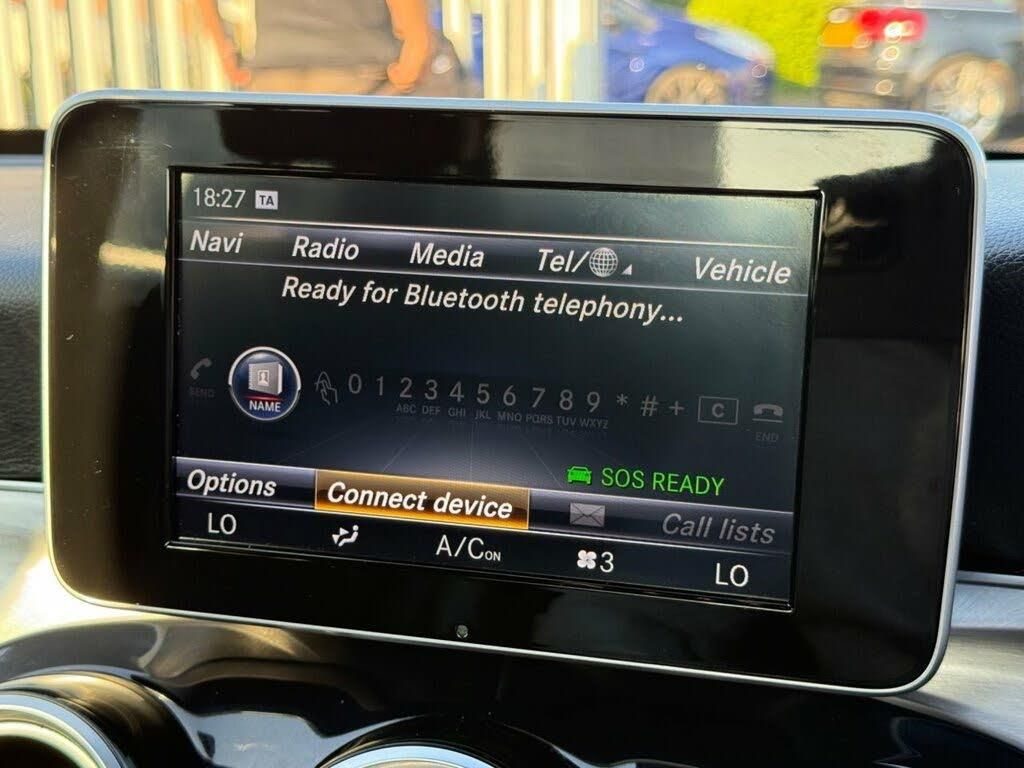 18:27 TA
Navi Radio Media Tel/ Vehicle
Ready for Bluetooth telephony...
SEND NAME 0 1 2 3 4 5 6 7 8 9 * # + C END
ABC DEF GHI JKL MNO PQRS TUV WXYZ
SOS READY
Options Connect device Call lists
LO A/C ON 3 LO